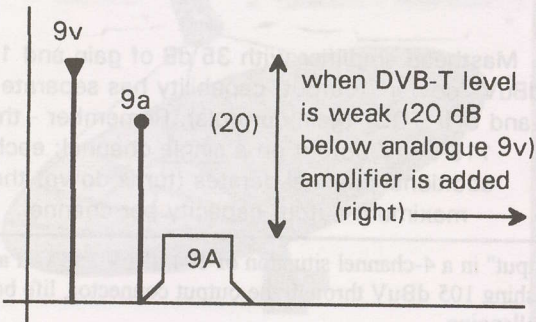 9v
9a
(20)
when DVB-T level
is weak (20 dB
below analogue 9v)
amplifier is added
(right)
9A